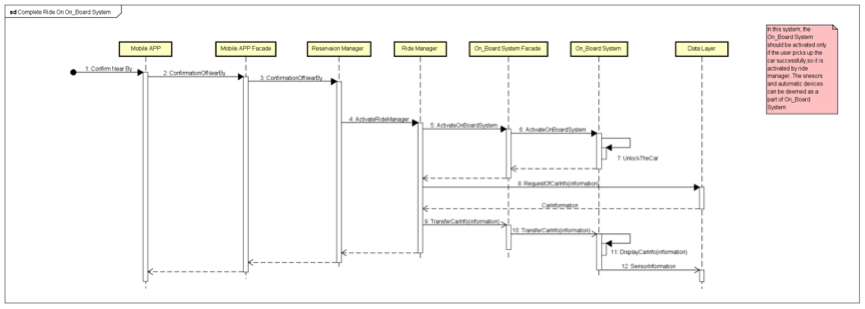 sd Complete Ride On On_Board System
Mobile APP
Mobile APP Facade
Reservaion Manager
Ride Manager
On_Board System Facade
On_Board System
Data Layer
In this system, the
On_Board System
should be activated only
if the user picks up the
car successfully,so it is
activated by ride
manager. The snesors
and automatic devices
can be deemed as a
part of On_Board
System
1: Confirm Near By
2: ConfirmationOfNearBy
3: ConfirmationOfNearBy
4: ActivateRideManager
5: ActivateOnBoardSystem
6: ActivateOnBoardSystem
7: UnlockTheCar
8: RequestOfCarInfo(information)
CarInformation
9: TransferCarInfo(information)
10: TransferCarInfo(information)
11: DisplayCarInfo(information)
12: SensorInformation